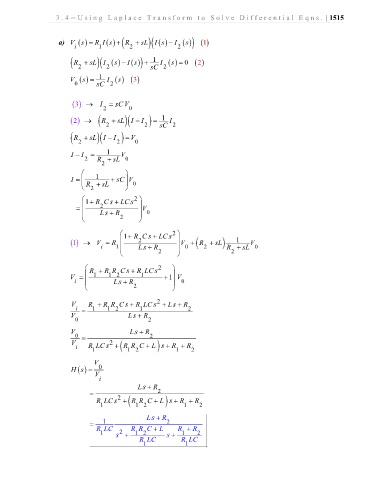 3.4−Using Laplace Transform to Solve Differential Eqns. | 1515
a) V_i(s) = R_1 I(s) + (R_2 + sL)(I(s) − I_2(s)) (1)
(R_2 + sL)(I_2(s) − I(s)) + 1/sC I_2(s) = 0 (2)
V_0(s) = 1/sC I_2(s) (3)
(3) → I_2 = sCV_0
(2) → (R_2 + sL)(I − I_2) = 1/sC I_2
(R_2 + sL)(I − I_2) = V_0
I − I_2 = 1/(R_2 + sL) V_0
I = (1/(R_2 + sL) + sC) V_0
= ((1 + R_2Cs + LCs^2)/(Ls + R_2)) V_0
(1) → V_i = R_1 ((1 + R_2Cs + LCs^2)/(Ls + R_2)) V_0 + (R_2 + sL) 1/(R_2 + sL) V_0
V_i = ((R_1 + R_1R_2Cs + R_1LCs^2)/(Ls + R_2) + 1) V_0
V_i/V_0 = (R_1 + R_1R_2Cs + R_1LCs^2 + Ls + R_2)/(Ls + R_2)
V_0/V_i = (Ls + R_2)/(R_1LCs^2 + (R_1R_2C + L)s + R_1 + R_2)
H(s) = V_0/V_i
= (Ls + R_2)/(R_1LCs^2 + (R_1R_2C + L)s + R_1 + R_2)
= 1/(R_1LC) (Ls + R_2)/(s^2 + (R_1R_2C + L)/(R_1LC) s + (R_1 + R_2)/(R_1LC))